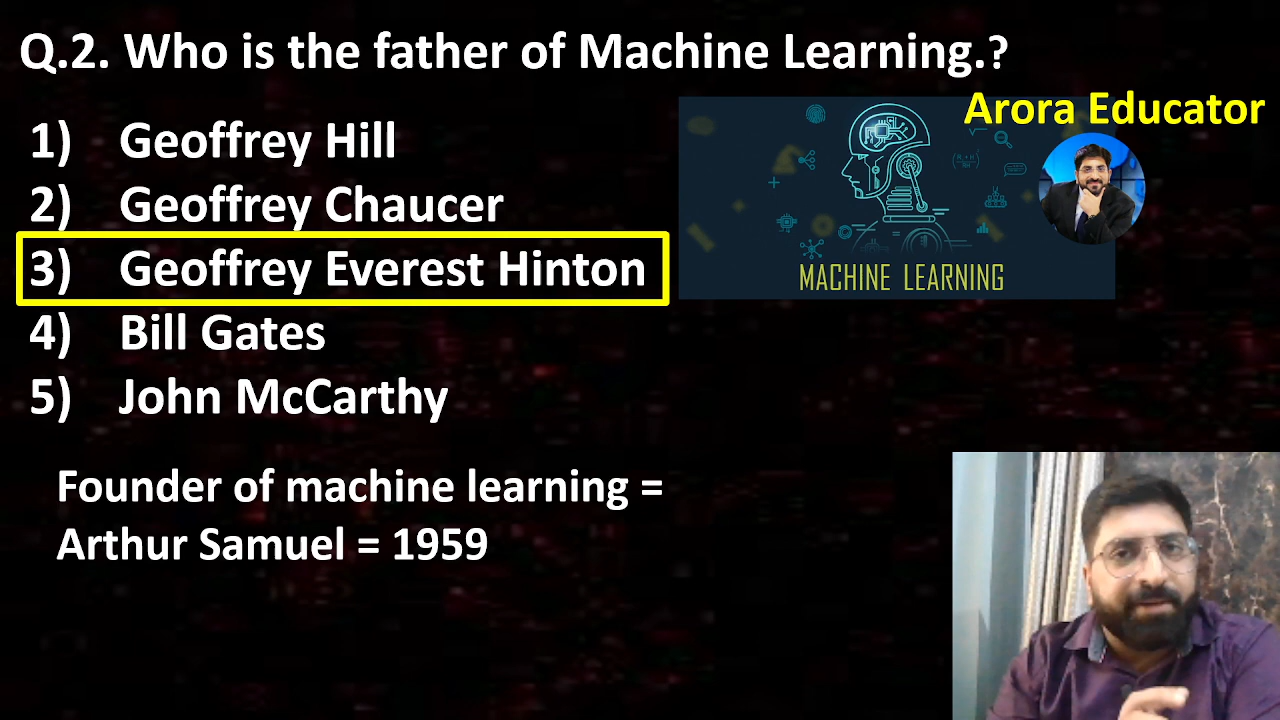 Q.2. Who is the father of Machine Learning.?
Arora Educator
1) Geoffrey Hill
2) Geoffrey Chaucer
3) Geoffrey Everest Hinton
4) Bill Gates
5) John McCarthy
MACHINE LEARNING
Founder of machine learning =
Arthur Samuel = 1959